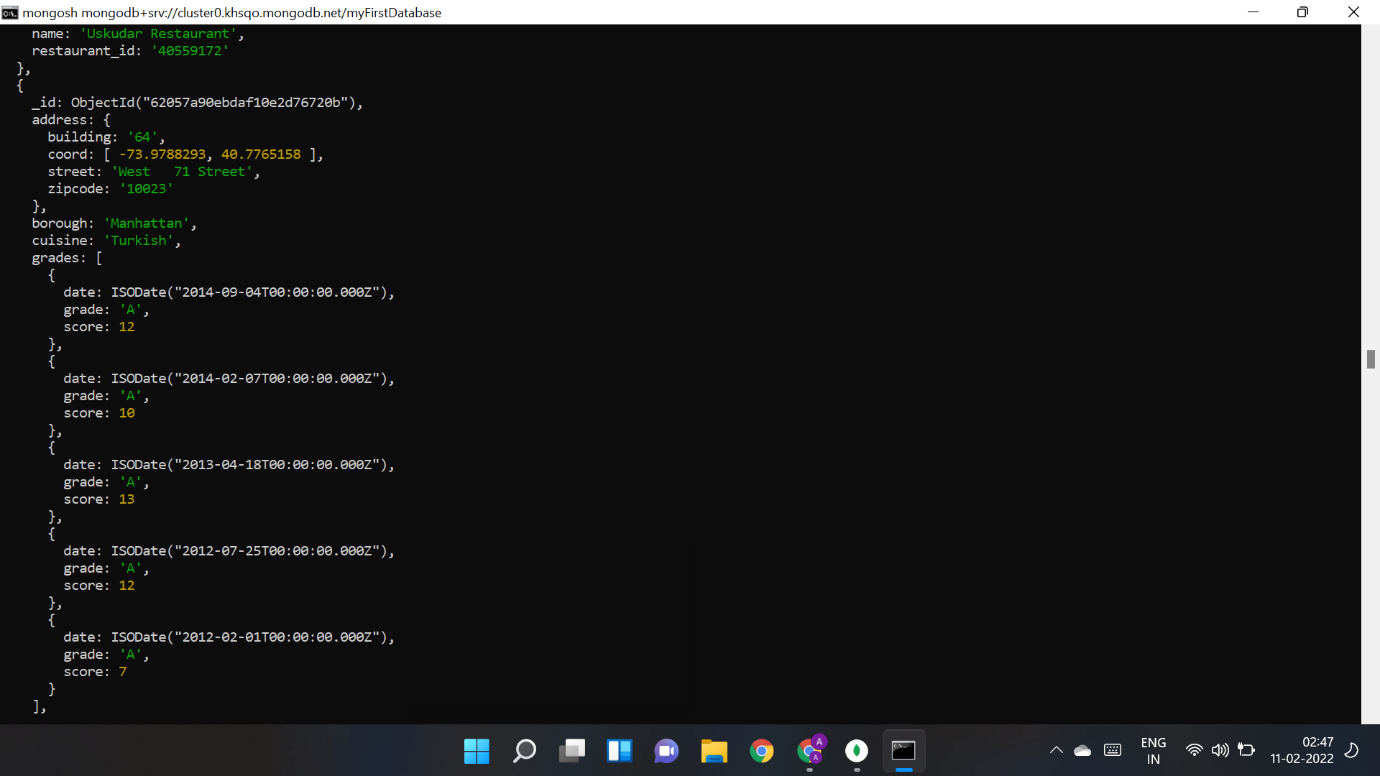 mongosh mongodb+srv://cluster0.khsqo.mongodb.net/myFirstDatabase
name: 'Uskudar Restaurant',
restaurant_id: '40559172'
},
{
_id: ObjectId("62057a90ebdaf10e2d76720b"),
address: {
building: '64',
coord: [ -73.9788293, 40.7765158 ],
street: 'West   71 Street',
zipcode: '10023'
},
borough: 'Manhattan',
cuisine: 'Turkish',
grades: [
{
date: ISODate("2014-09-04T00:00:00.000Z"),
grade: 'A',
score: 12
},
{
date: ISODate("2014-02-07T00:00:00.000Z"),
grade: 'A',
score: 10
},
{
date: ISODate("2013-04-18T00:00:00.000Z"),
grade: 'A',
score: 13
},
{
date: ISODate("2012-07-25T00:00:00.000Z"),
grade: 'A',
score: 12
},
{
date: ISODate("2012-02-01T00:00:00.000Z"),
grade: 'A',
score: 7
}
],
ENG
IN
02:47
11-02-2022